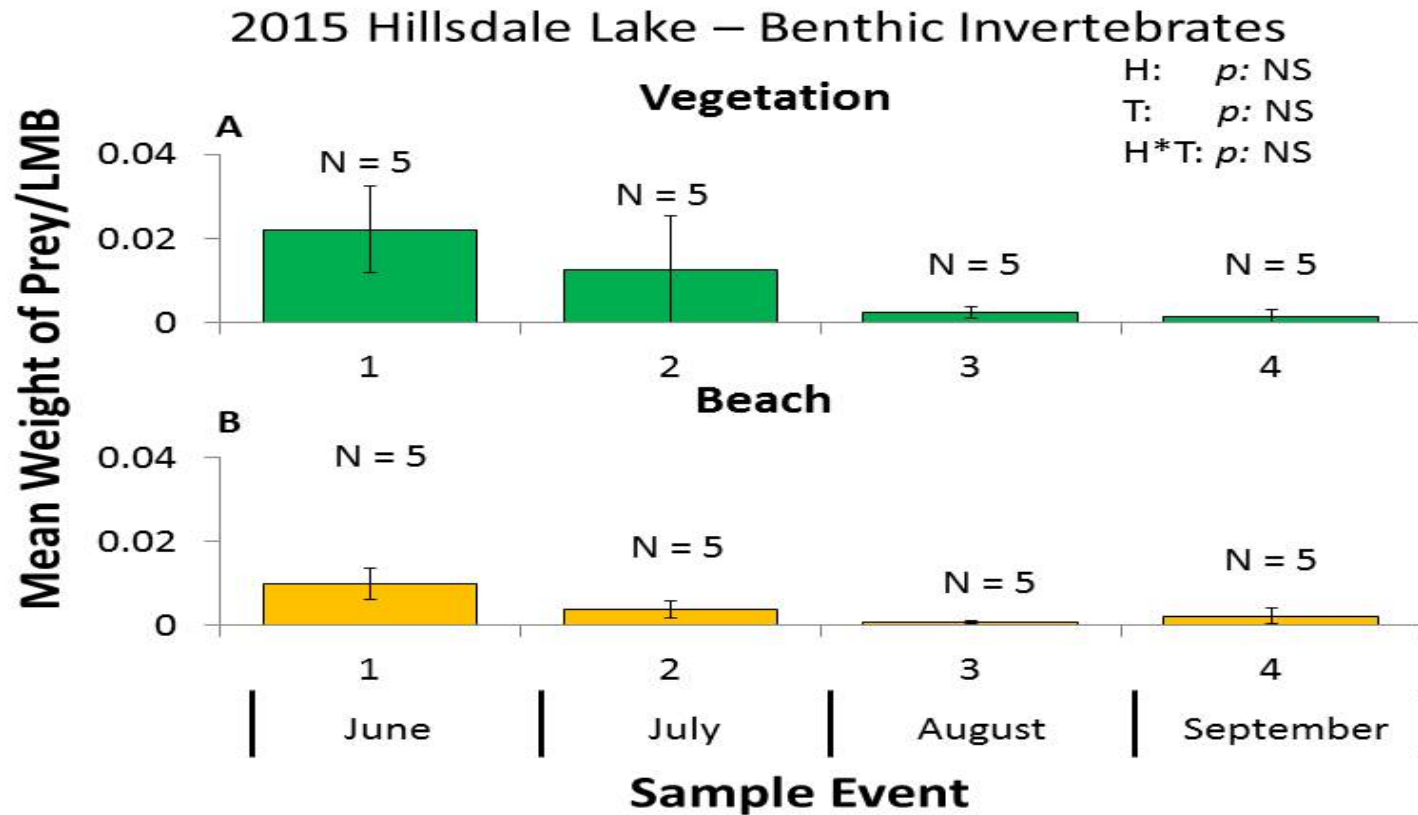 2015 Hillsdale Lake – Benthic Invertebrates
H: p: NS
T: p: NS
H*T: p: NS
Mean Weight of Prey/LMB
Vegetation
A
0.04
0.02
0
N = 5
N = 5
N = 5
N = 5
1 2 3 4
Beach
B
0.04
0.02
0
N = 5
N = 5
N = 5
N = 5
1 2 3 4
June July August September
Sample Event